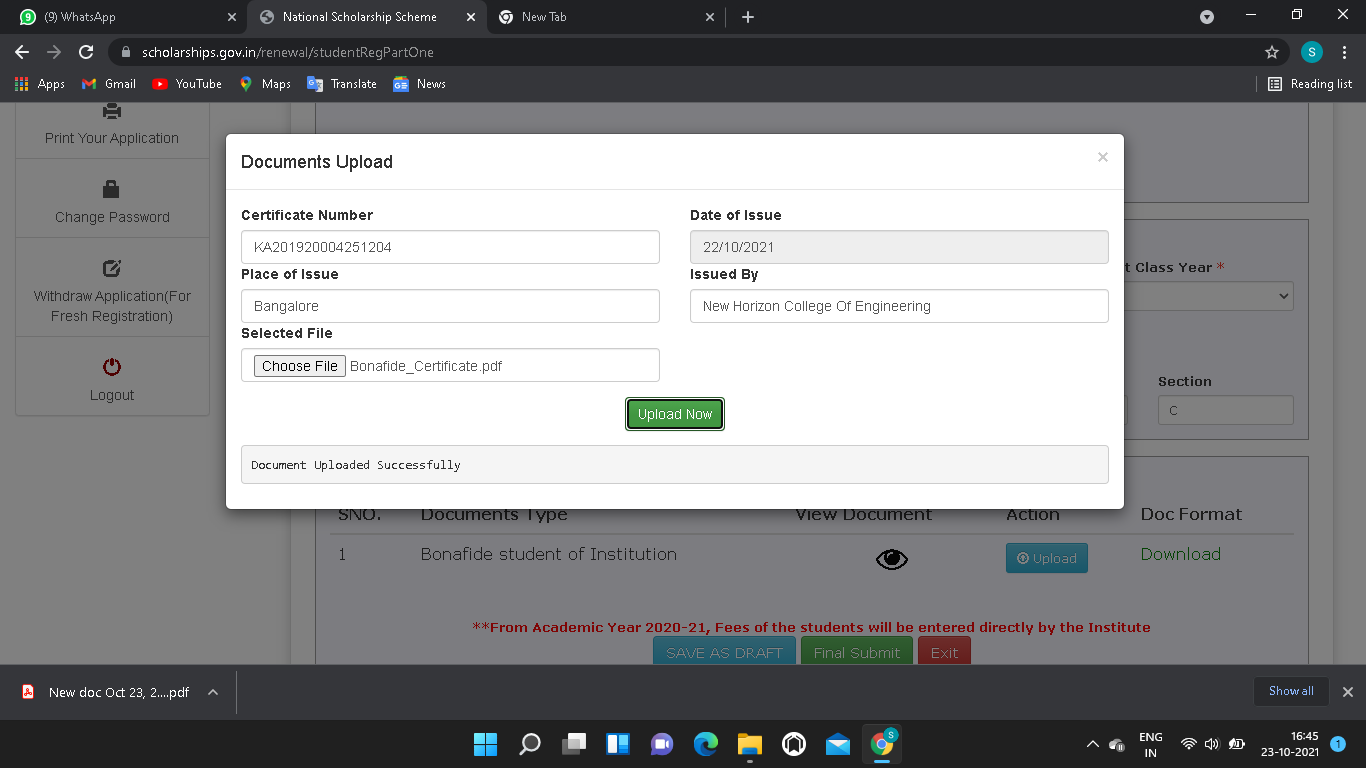 (9) WhatsApp
National Scholarship Scheme
New Tab
scholarships.gov.in/renewal/studentRegPartOne
S
Apps
Gmail
YouTube
Maps
Translate
News
Reading list
Print Your Application
Change Password
Withdraw Application(For
Fresh Registration)
Logout
Documents Upload
Certificate Number
Date of Issue
KA201920004251204
22/10/2021
Place of Issue
Issued By
Bangalore
New Horizon College Of Engineering
Selected File
Choose File Bonafide_Certificate.pdf
Upload Now
Document Uploaded Successfully
t Class Year *
Section
C
SNO. Documents Type View Document Action Doc Format
1 Bonafide student of Institution Upload Download
**From Academic Year 2020-21, Fees of the students will be entered directly by the Institute
SAVE AS DRAFT Final Submit Exit
New doc Oct 23, 2....pdf
Show all
S
ENG
IN
16:45
23-10-2021
1